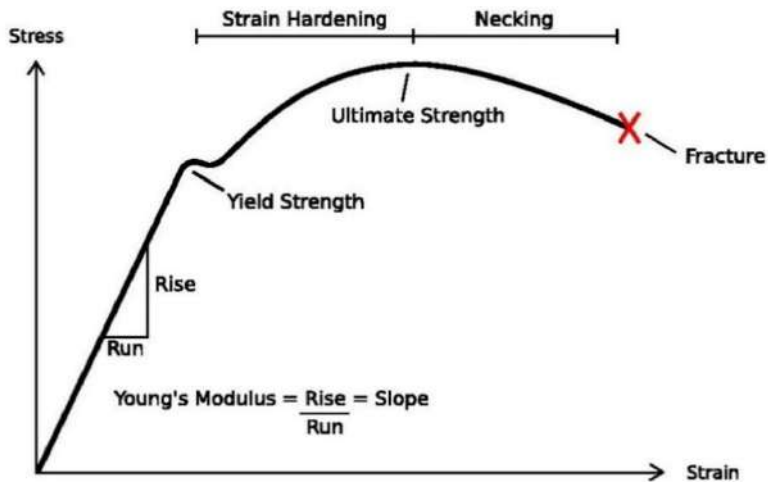 Strain Hardening
Necking
Stress
Ultimate Strength
Fracture
Yield Strength
Rise
Run
Young's Modulus = Rise = Slope
Run
Strain